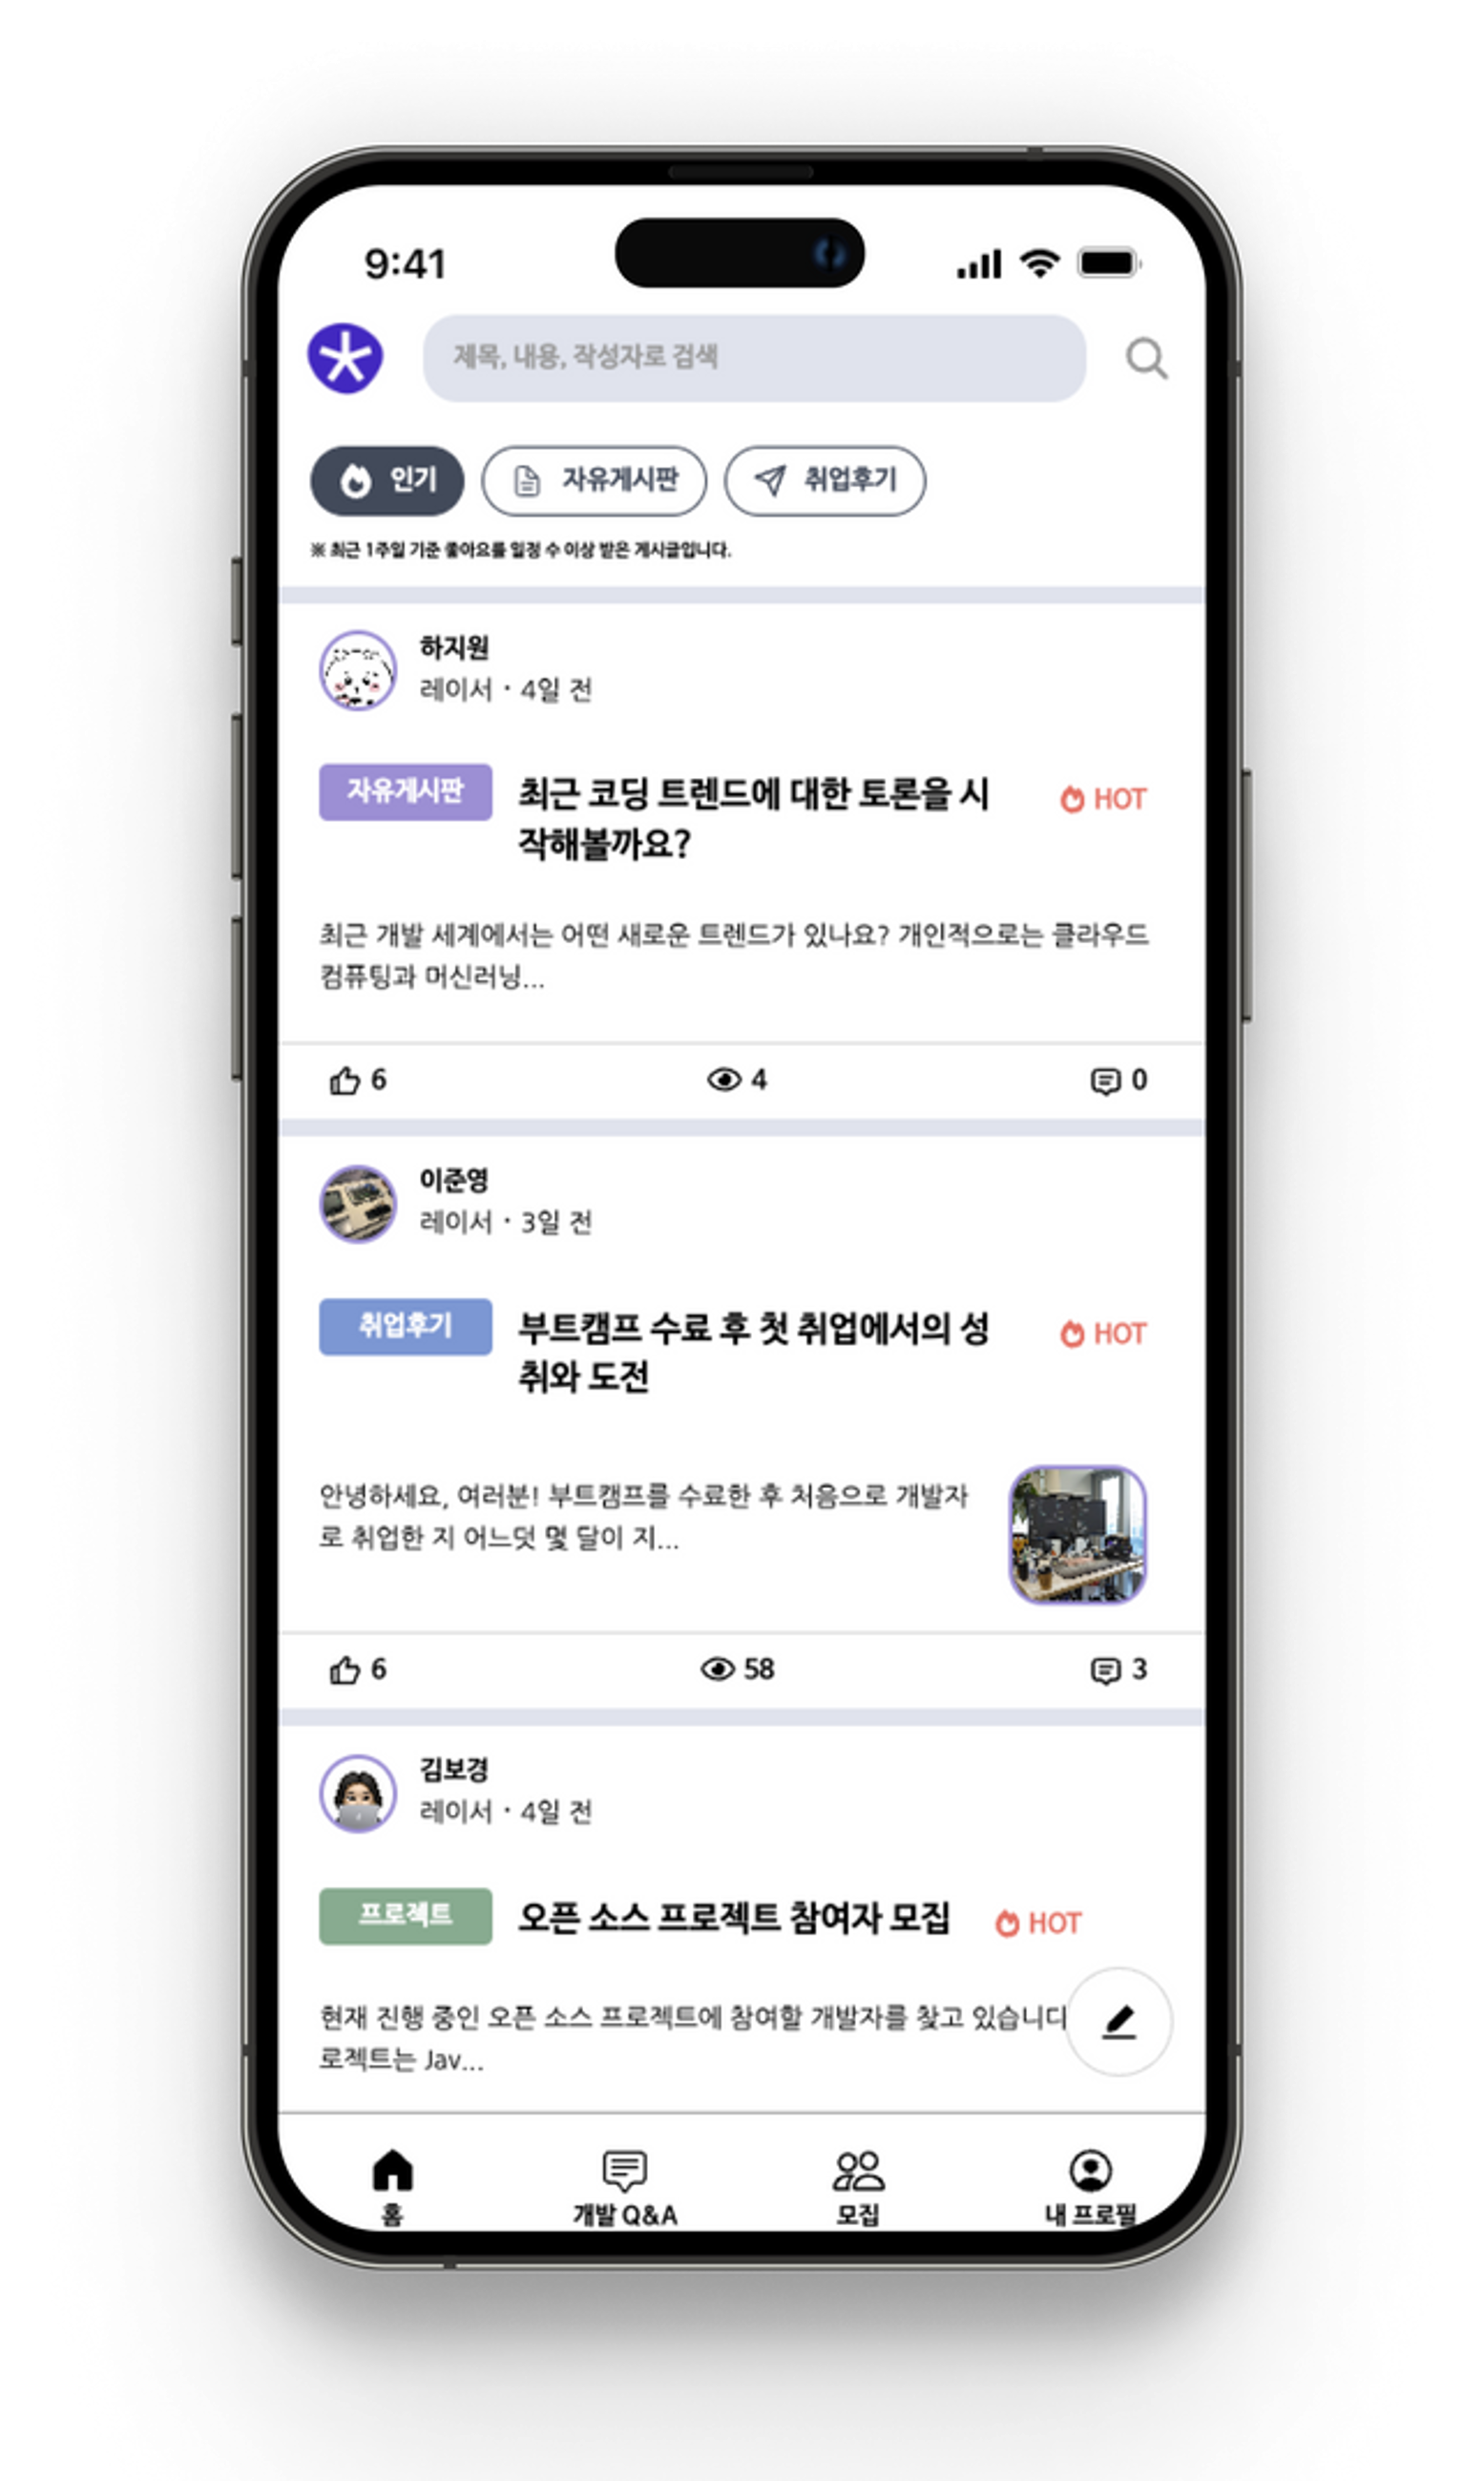 9:41
제목, 내용, 작성자로 검색
인기 자유게시판 취업후기
※ 최근 1주일 기준 좋아요를 일정 수 이상 받은 게시글입니다.
하지원
레이서 · 4일 전
자유게시판 최근 코딩 트렌드에 대한 토론을 시 HOT
작해볼까요?
최근 개발 세계에서는 어떤 새로운 트렌드가 있나요? 개인적으로는 클라우드
컴퓨팅과 머신러닝...
6 4 0
이준영
레이서 · 3일 전
취업후기 부트캠프 수료 후 첫 취업에서의 성 HOT
취와 도전
안녕하세요, 여러분! 부트캠프를 수료한 후 처음으로 개발자
로 취업한 지 어느덧 몇 달이 지...
6 58 3
김보경
레이서 · 4일 전
프로젝트 오픈 소스 프로젝트 참여자 모집 HOT
현재 진행 중인 오픈 소스 프로젝트에 참여할 개발자를 찾고 있습니다
로젝트는 Jav...
홈 개발 Q&A 모집 내 프로필